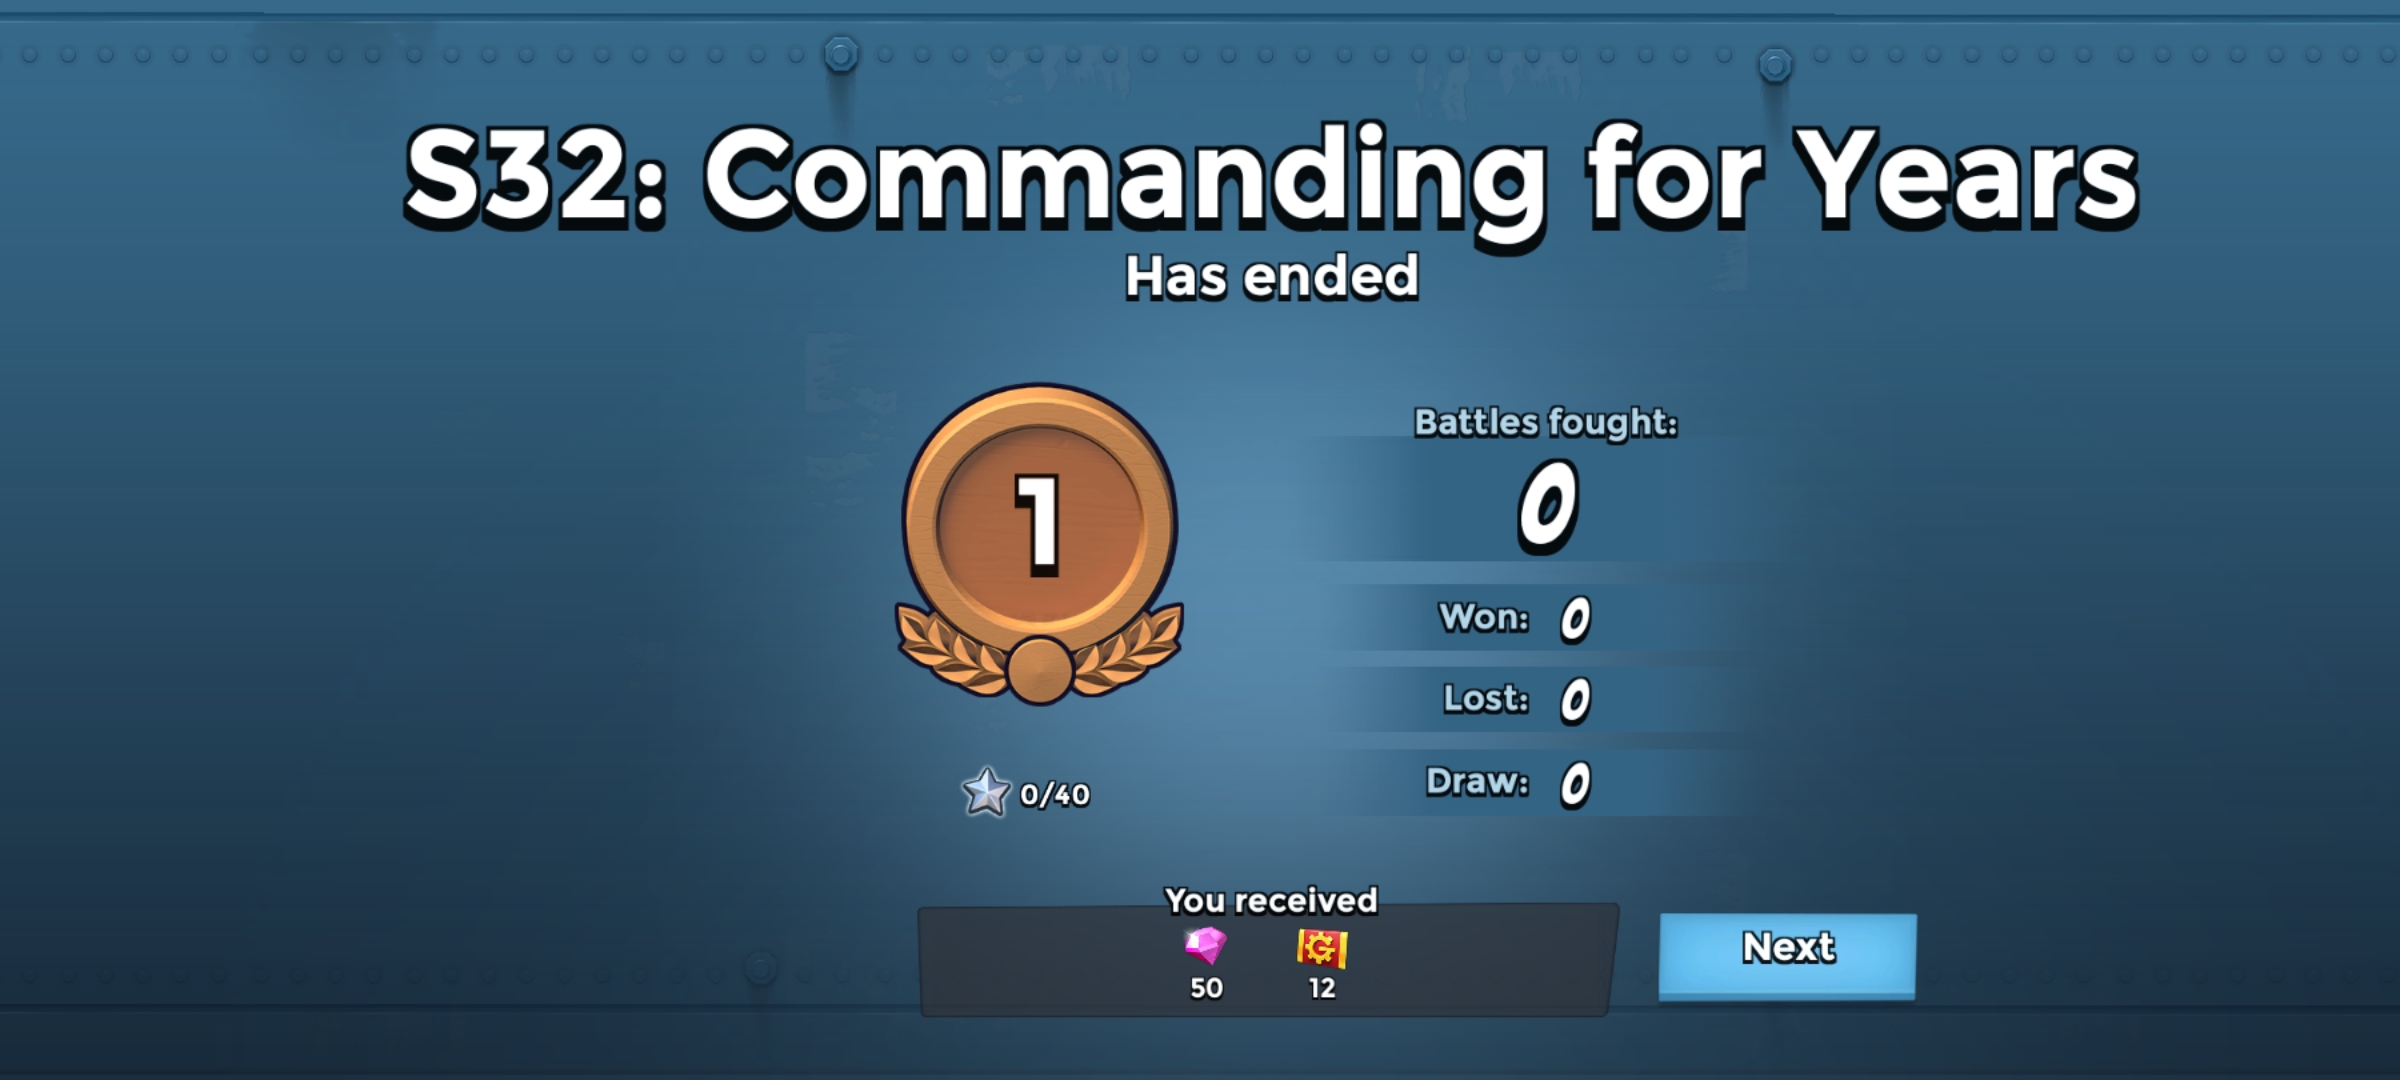 S32: Commanding for Years
Has ended
1
0/40
Battles fought:
0
Won: 0
Lost: 0
Draw: 0
You received
50 12
Next